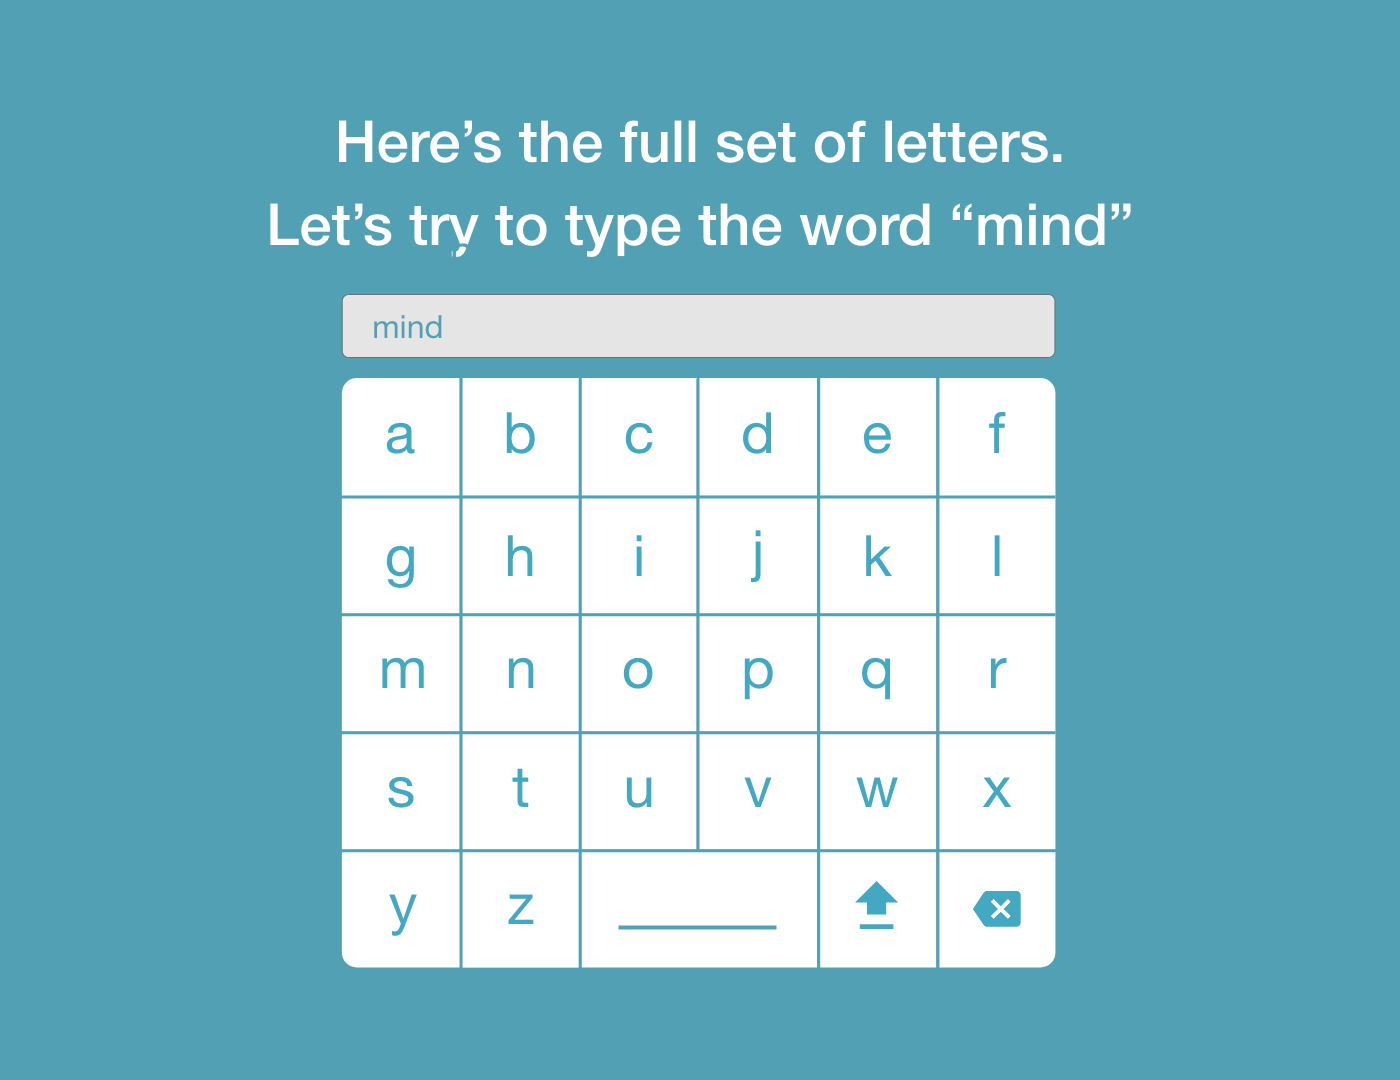 Here’s the full set of letters.
Let’s try to type the word “mind”
mind
a b c d e f
g h i j k l
m n o p q r
s t u v w x
y z